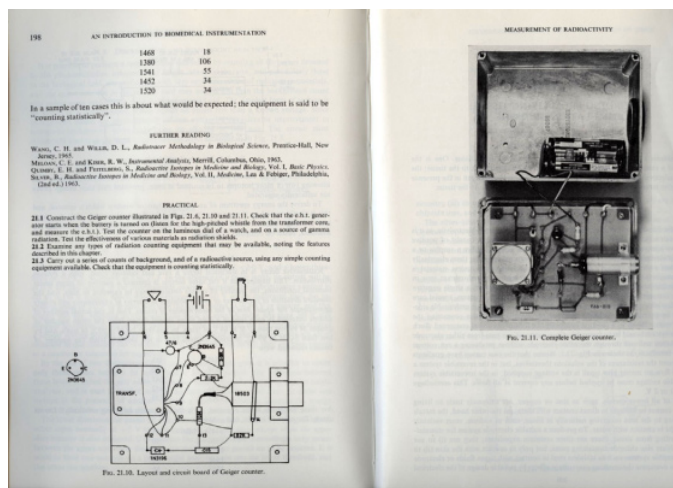 198
AN INTRODUCTION TO BIOMEDICAL INSTRUMENTATION
1468 18
1380 106
1541 55
1452 34
1520 34
In a sample of ten cases this is about what would be expected; the equipment is said to be
"counting statistically".
FURTHER READING
WANG, C. H. and WILLIS, D. L., Radiotracer Methodology in Biological Science, Prentice-Hall, New
Jersey, 1965.
MELOAN, C. E. and KISER, R. W., Instrumental Analysis, Merrill, Columbus, Ohio, 1963.
QUIMBY, E. H. and FEITELBERG, S., Radioactive Isotopes in Medicine and Biology, Vol. I, Basic Physics.
SILVER, S., Radioactive Isotopes in Medicine and Biology, Vol. II, Medicine, Lea & Febiger, Philadelphia,
(2nd ed.) 1963.
PRACTICAL
21.1 Construct the Geiger counter illustrated in Figs. 21.6, 21.10 and 21.11. Check that the e.h.t. gener-
ator starts when the battery is turned on (listen for the high-pitched whistle from the transformer core,
and measure the e.h.t.). Test the counter on the luminous dial of a watch, and on a source of gamma
radiation. Test the effectiveness of various materials as radiation shields.
21.2 Examine any types of radiation counting equipment that may be available, noting the features
described in this chapter.
21.3 Carry out a series of counts of background, and of a radioactive source, using any simple counting
equipment available. Check that the equipment is counting statistically.
2N3645
TRANSF.
2N3645
FIG. 21.10. Layout and circuit board of Geiger counter.
MEASUREMENT OF RADIOACTIVITY
FIG. 21.11. Complete Geiger counter.